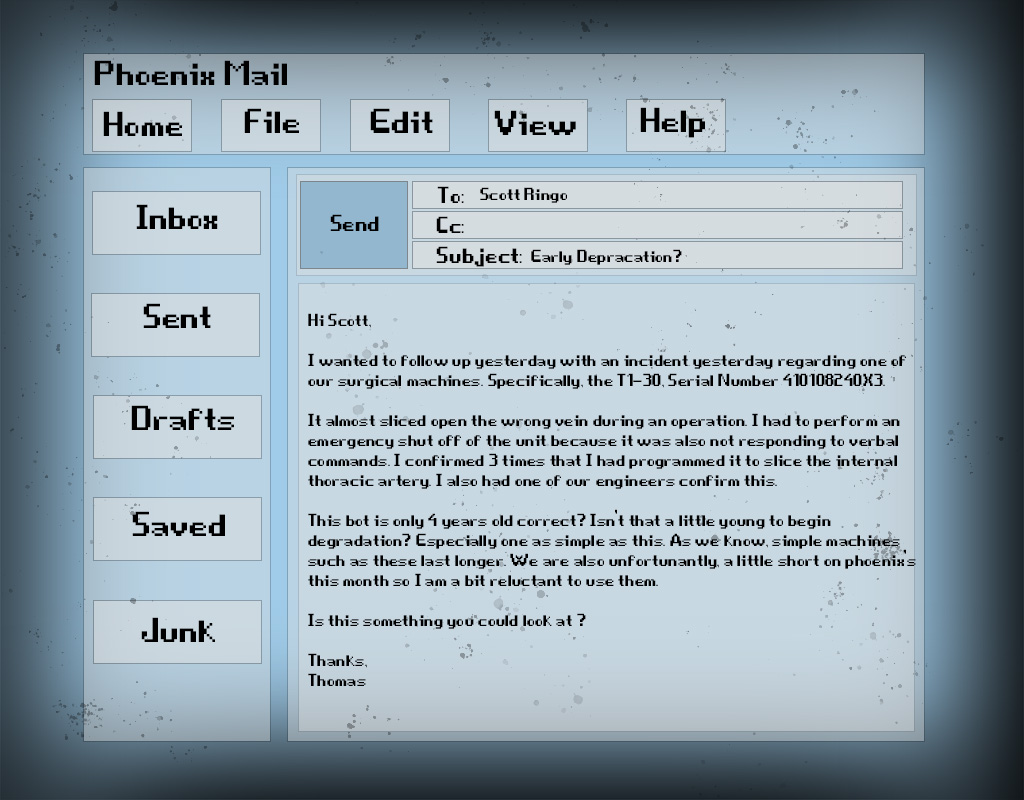 Phoenix Mail
Home File Edit View Help
Inbox
Sent
Drafts
Saved
Junk
Send
To: Scott Ringo
Cc:
Subject: Early Depracation?
Hi Scott,
I wanted to follow up yesterday with an incident yesterday regarding one of
our surgical machines. Specifically, the T1-30, Serial Number 410108240X3.
It almost sliced open the wrong vein during an operation. I had to perform an
emergency shut off of the unit because it was also not responding to verbal
commands. I confirmed 3 times that I had programmed it to slice the internal
thoracic artery. I also had one of our engineers confirm this.
This bot is only 4 years old correct? Isn't that a little young to begin
degradation? Especially one as simple as this. As we know, simple machines,
such as these last longer. We are also unfortunantly, a little short on phoenix's
this month so I am a bit reluctant to use them.
Is this something you could look at ?
Thanks,
Thomas